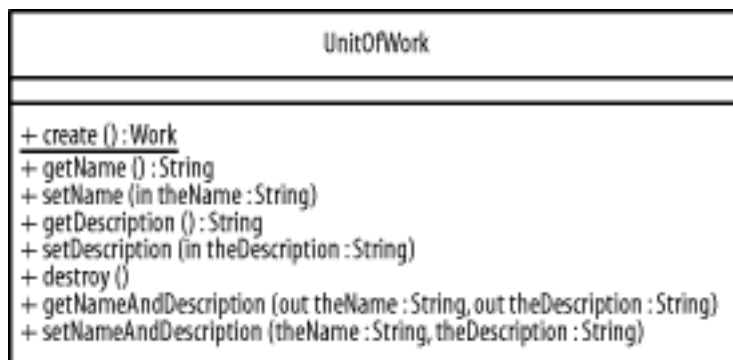 UnitOfWork
+ create () : Work
+ getName () : String
+ setName (in theName : String)
+ getDescription () : String
+ setDescription (in theDescription : String)
+ destroy ()
+ getNameAndDescription (out theName : String, out theDescription : String)
+ setNameAndDescription (theName : String, theDescription : String)